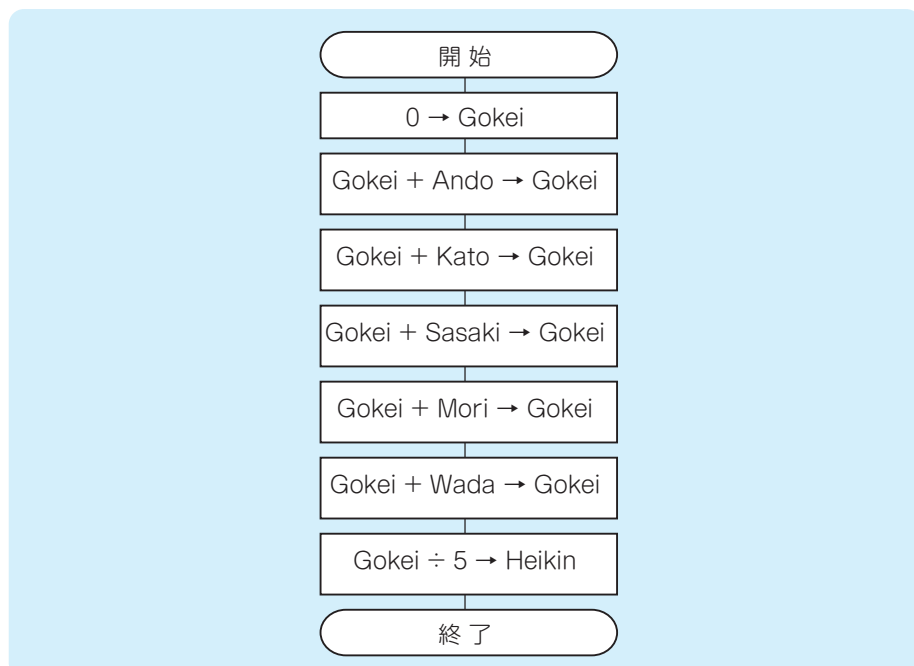 開 始
0 → Gokei
Gokei + Ando → Gokei
Gokei + Kato → Gokei
Gokei + Sasaki → Gokei
Gokei + Mori → Gokei
Gokei + Wada → Gokei
Gokei ÷ 5 → Heikin
終 了